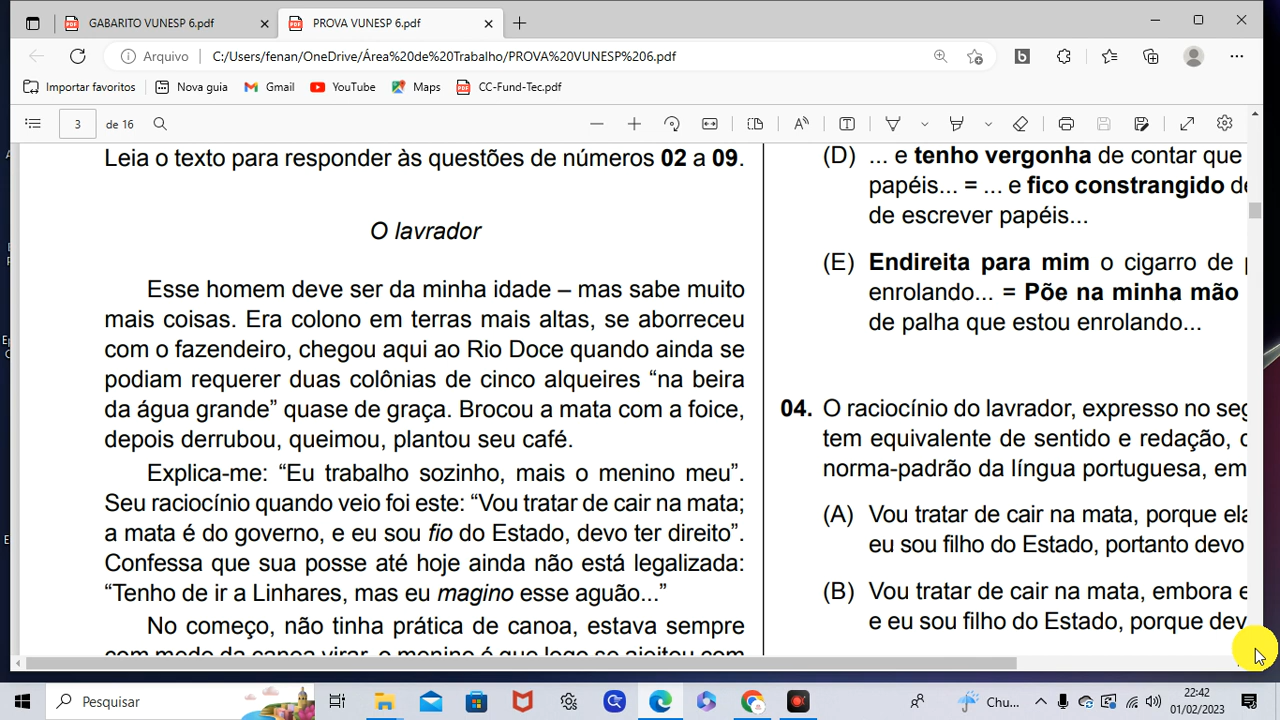 GABARITO VUNESP 6.pdf
PROVA VUNESP 6.pdf
Arquivo
C:/Users/fenan/OneDrive/Área%20de%20Trabalho/PROVA%20VUNESP%206.pdf
Importar favoritos
Nova guia
Gmail
YouTube
Maps
CC-Fund-Tec.pdf
3 de 16
Leia o texto para responder às questões de números 02 a 09.
O lavrador
Esse homem deve ser da minha idade – mas sabe muito
mais coisas. Era colono em terras mais altas, se aborreceu
com o fazendeiro, chegou aqui ao Rio Doce quando ainda se
podiam requerer duas colônias de cinco alqueires “na beira
da água grande” quase de graça. Brocou a mata com a foice,
depois derrubou, queimou, plantou seu café.
Explica-me: “Eu trabalho sozinho, mais o menino meu”.
Seu raciocínio quando veio foi este: “Vou tratar de cair na mata;
a mata é do governo, e eu sou fio do Estado, devo ter direito”.
Confessa que sua posse até hoje ainda não está legalizada:
“Tenho de ir a Linhares, mas eu magino esse aguão...”
No começo, não tinha prática de canoa, estava sempre
com medo da canoa virar, o menino é que logo se ajeitou com
(D) ... e tenho vergonha de contar que
papéis... = ... e fico constrangido de
de escrever papéis...
(E) Endireita para mim o cigarro de
enrolando... = Põe na minha mão
de palha que estou enrolando...
04. O raciocínio do lavrador, expresso no seg
tem equivalente de sentido e redação,
norma-padrão da língua portuguesa, em
(A) Vou tratar de cair na mata, porque ela
eu sou filho do Estado, portanto devo
(B) Vou tratar de cair na mata, embora e
e eu sou filho do Estado, porque dev
Pesquisar
Chu...
22:42
01/02/2023